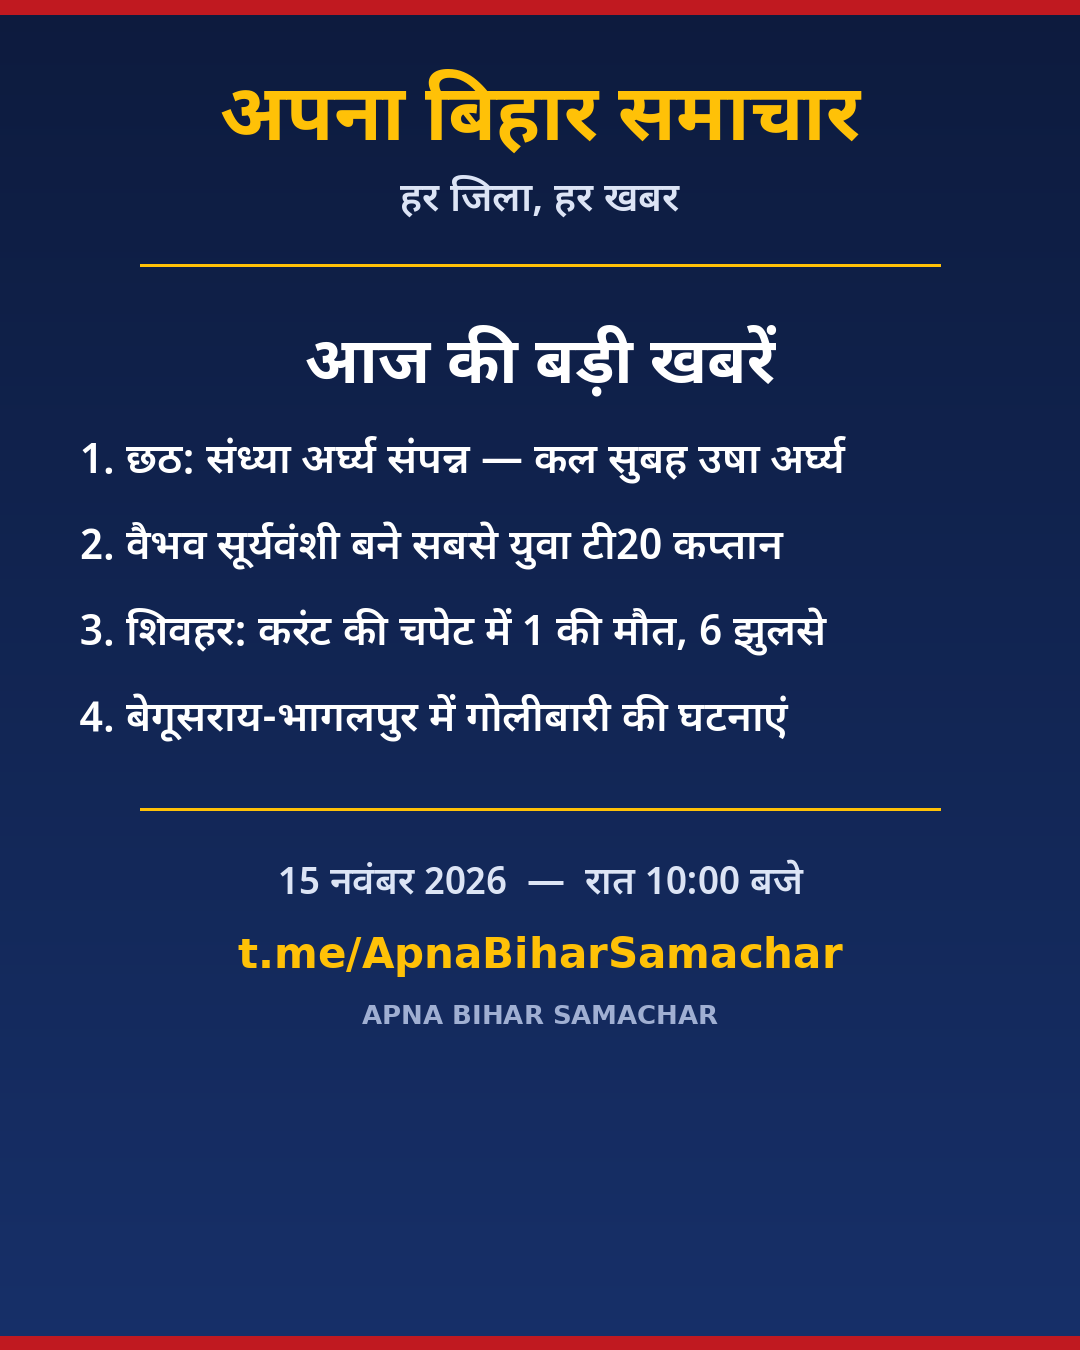 अपना बिहार समाचार
हर जिला, हर खबर
आज की बड़ी खबरें
1. छठ: संध्या अर्घ्य संपन्न — कल सुबह उषा अर्घ्य
2. वैभव सूर्यवंशी बने सबसे युवा टी20 कप्तान
3. शिवहर: करंट की चपेट में 1 की मौत, 6 झुलसे
4. बेगूसराय-भागलपुर में गोलीबारी की घटनाएं
15 नवंबर 2026 — रात 10:00 बजे
t.me/ApnaBiharSamachar
APNA BIHAR SAMACHAR